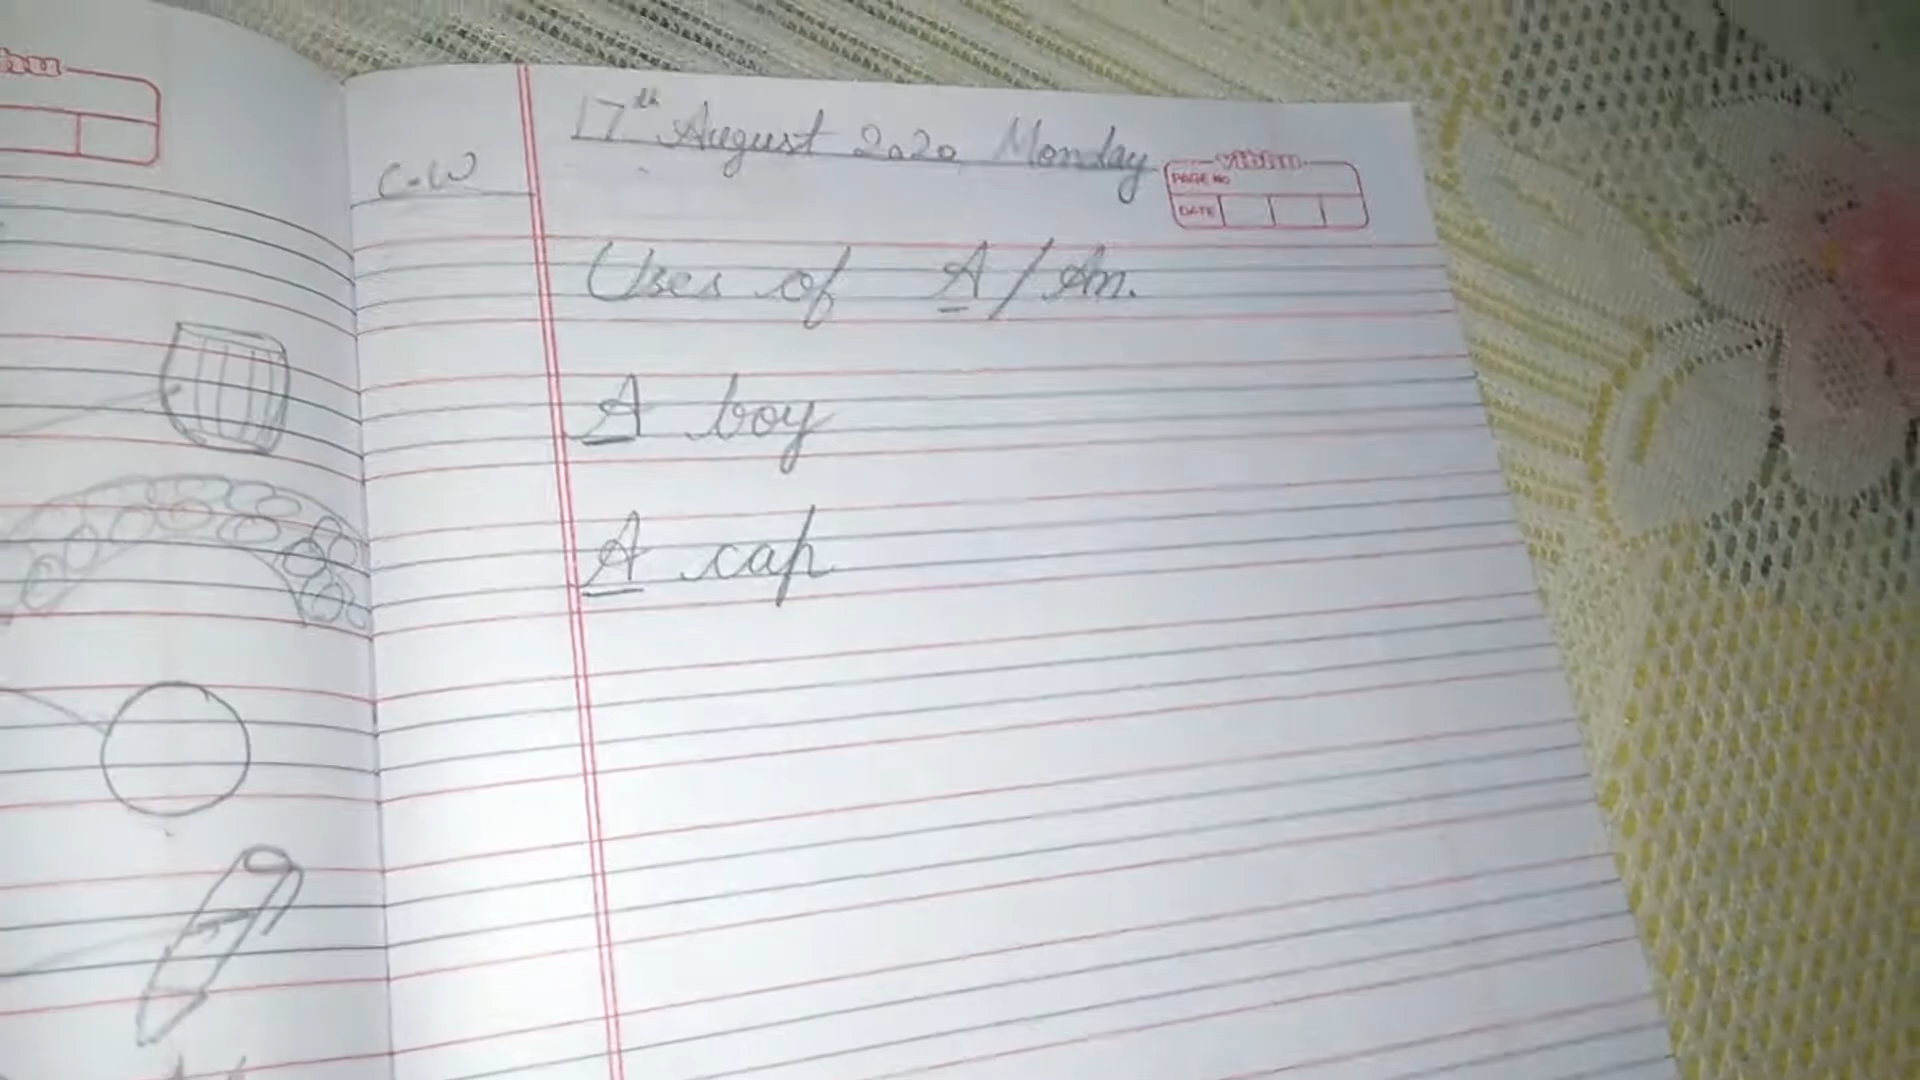 17th August 2020 Monday
C-W
PAGE NO
DATE
Uses of A/An.
A boy
A cap